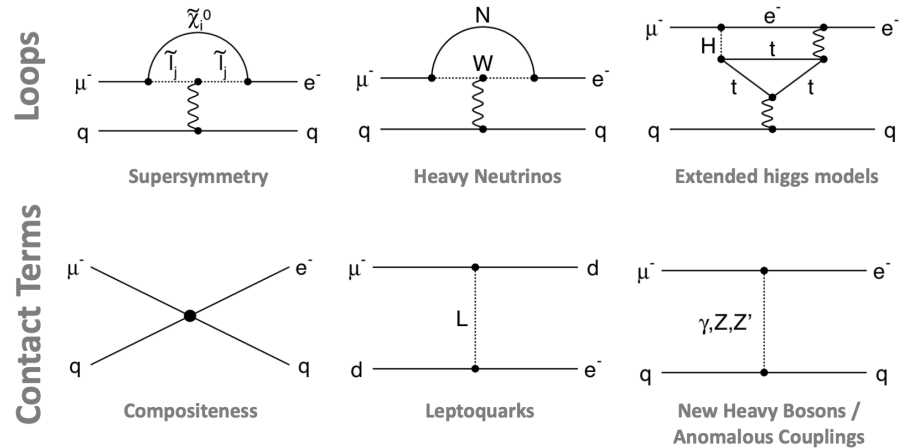 Loops
χ̃ᵢ⁰
l̃ⱼ l̃ⱼ
μ⁻ e⁻
q q
Supersymmetry
N
W
μ⁻ e⁻
q q
Heavy Neutrinos
μ⁻ e⁻ e⁻
H t
t t
q q
Extended higgs models
Contact Terms
μ⁻ e⁻
q q
Compositeness
μ⁻ d
L
d e⁻
Leptoquarks
μ⁻ e⁻
γ,Z,Z’
q q
New Heavy Bosons /
Anomalous Couplings